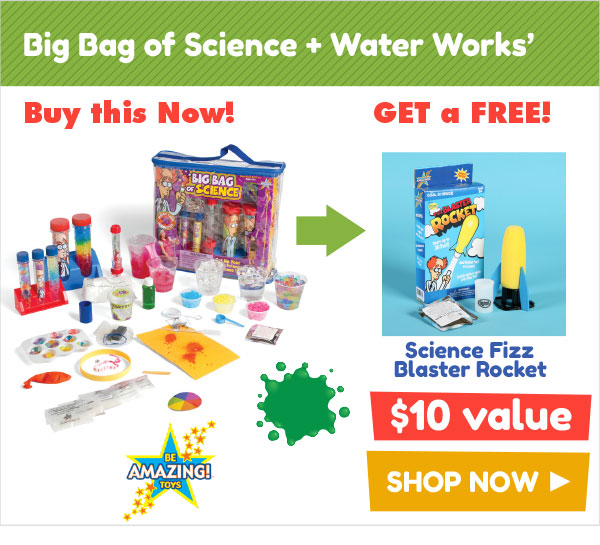 Big Bag of Science + Water Works’
Buy this Now!
GET a FREE!
BIG BAG
OF SCIENCE
BLASTER
ROCKET
Science Fizz
Blaster Rocket
$10 value
BE
AMAZING!
TOYS
SHOP NOW